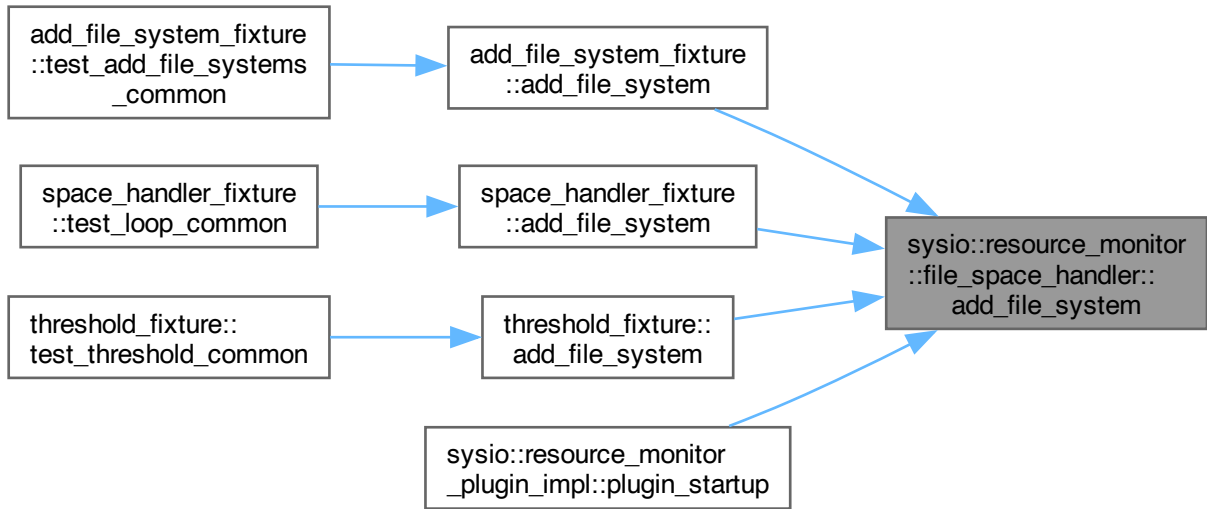 add_file_system_fixture
::test_add_file_systems
_common
add_file_system_fixture
::add_file_system
space_handler_fixture
::test_loop_common
space_handler_fixture
::add_file_system
sysio::resource_monitor
::file_space_handler::
add_file_system
threshold_fixture::
test_threshold_common
threshold_fixture::
add_file_system
sysio::resource_monitor
_plugin_impl::plugin_startup